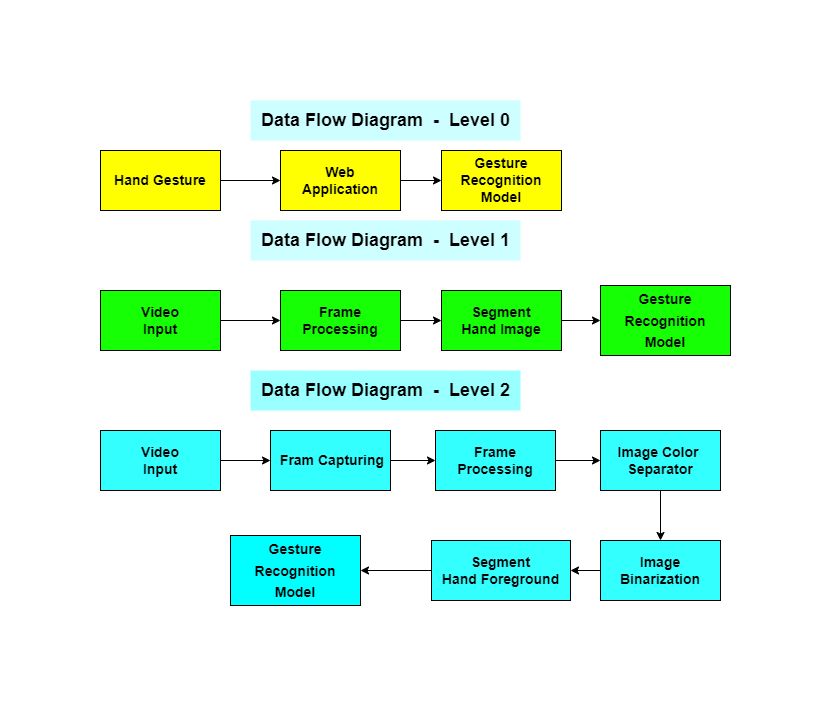 Data Flow Diagram - Level 0
Hand Gesture
Web
Application
Gesture
Recognition
Model
Data Flow Diagram - Level 1
Video
Input
Frame
Processing
Segment
Hand Image
Gesture
Recognition
Model
Data Flow Diagram - Level 2
Video
Input
Fram Capturing
Frame
Processing
Image Color
Separator
Image
Binarization
Segment
Hand Foreground
Gesture
Recognition
Model